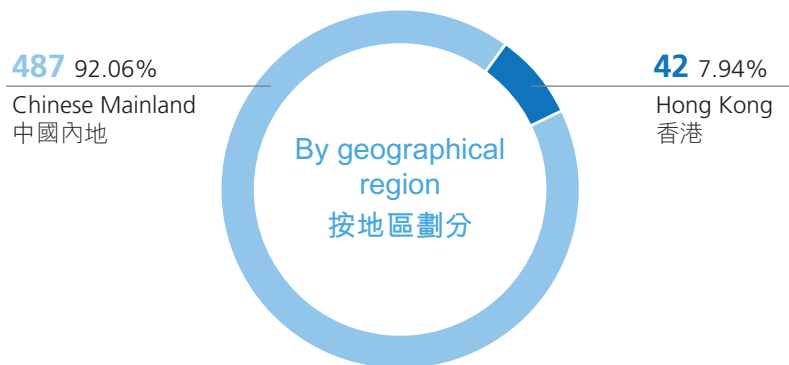 487 92.06%
Chinese Mainland
中國內地
42 7.94%
Hong Kong
香港
By geographical
region
按地區劃分